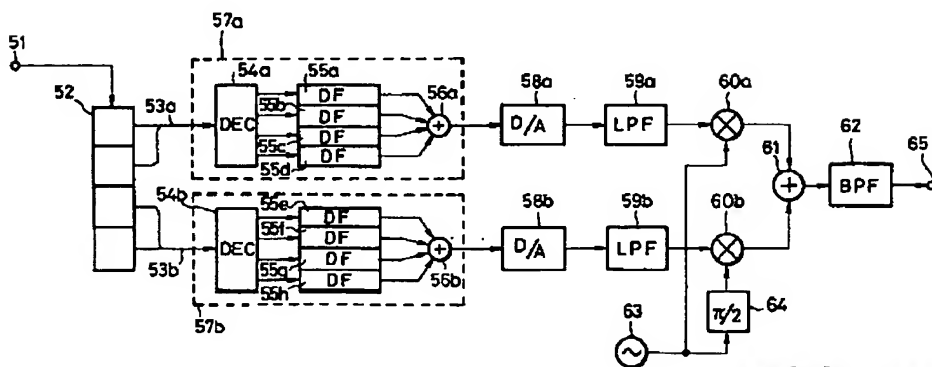 57a
51
54a
55a
58a
59a
60a
52
53a
DF
56a
62
65
DEC
55b
DF
D/A
LPF
61
55c
DF
BPF
DF
55d
54b
55e
58b
59b
60b
DF
55f
DF
DEC
D/A
LPF
55g
DF
56b
53b
55h
DF
63
π/2
64
57b